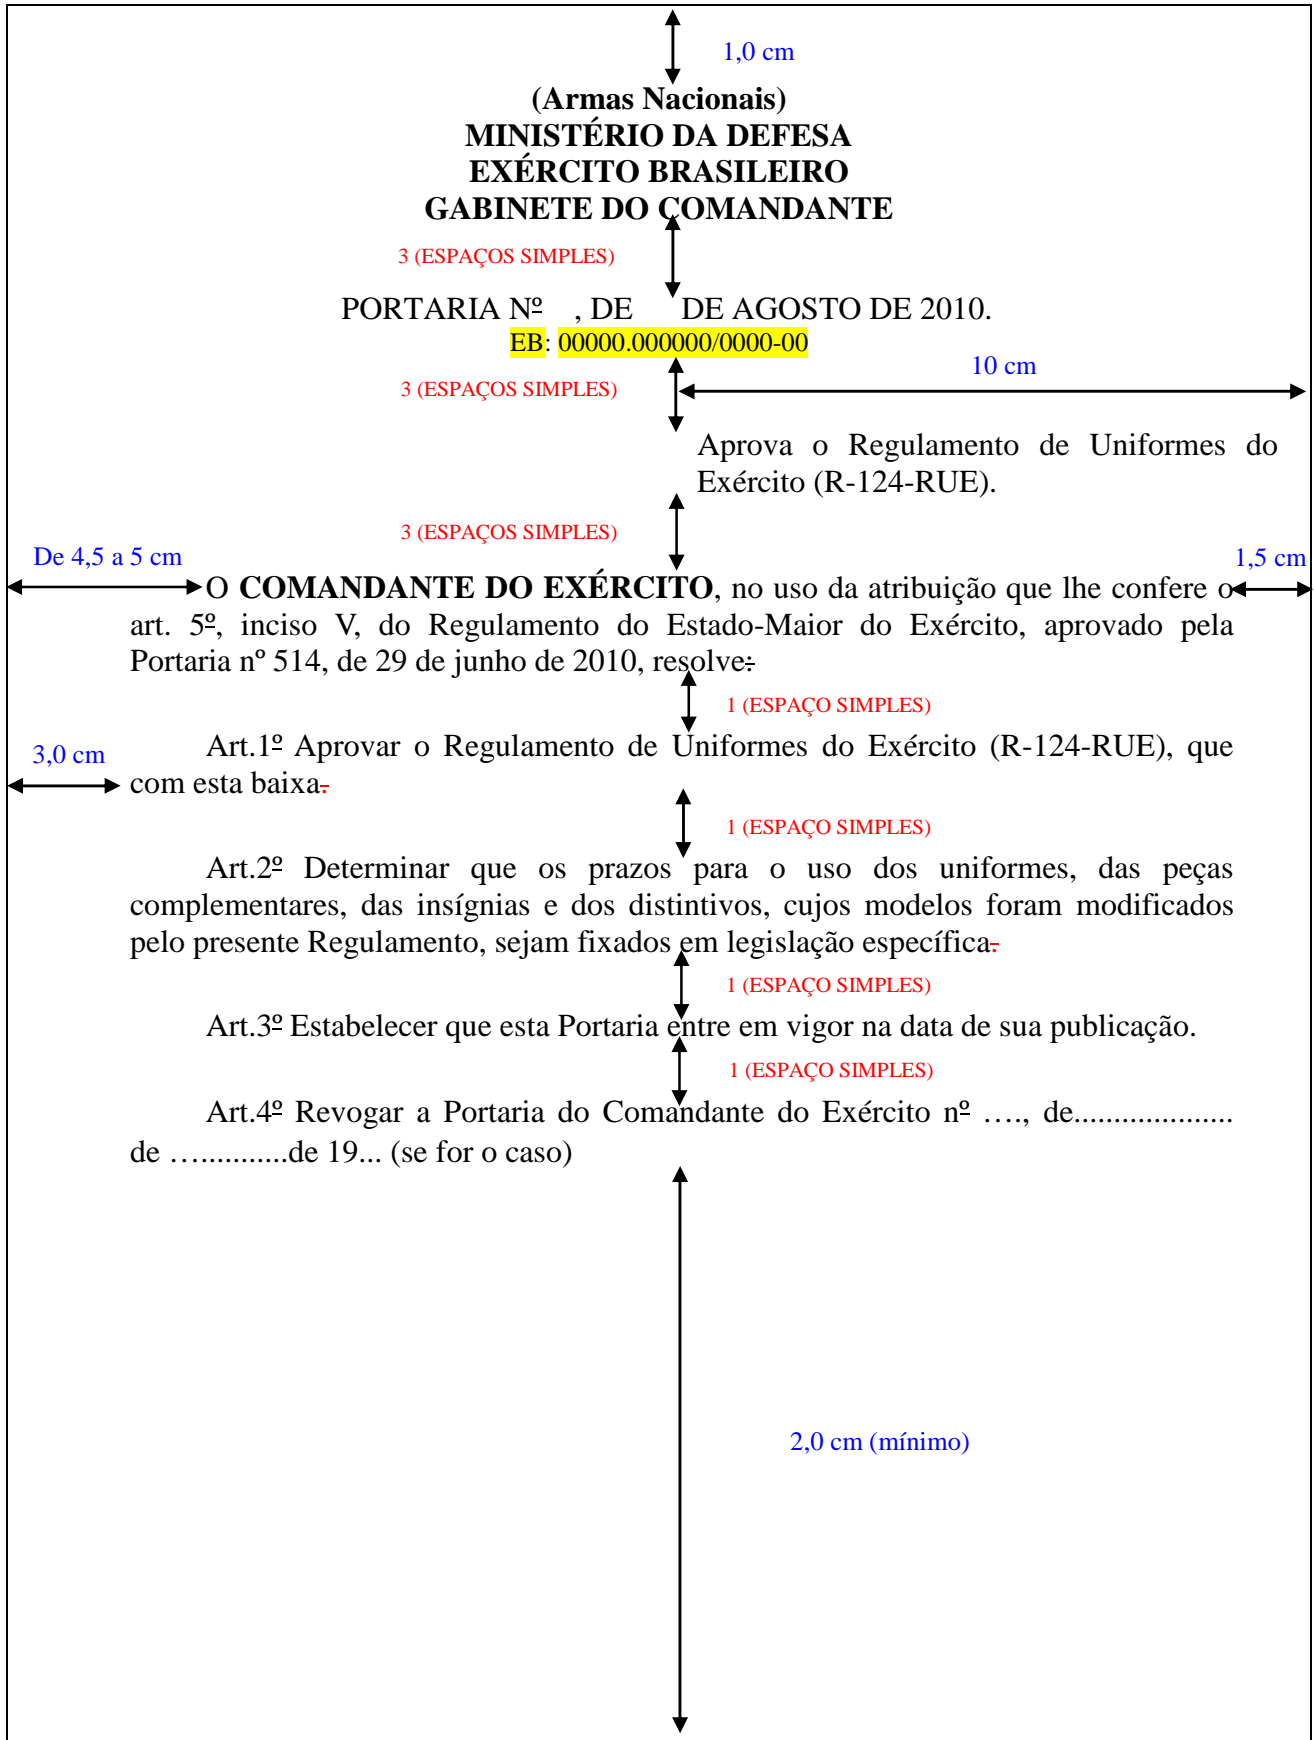 1,0 cm
(Armas Nacionais)
MINISTÉRIO DA DEFESA
EXÉRCITO BRASILEIRO
GABINETE DO COMANDANTE
3 (ESPAÇOS SIMPLES)
PORTARIA Nº , DE DE AGOSTO DE 2010.
EB: 00000.000000/0000-00
10 cm
3 (ESPAÇOS SIMPLES)
Aprova o Regulamento de Uniformes do
Exército (R-124-RUE).
3 (ESPAÇOS SIMPLES)
De 4,5 a 5 cm
1,5 cm
O COMANDANTE DO EXÉRCITO, no uso da atribuição que lhe confere o
art. 5º, inciso V, do Regulamento do Estado-Maior do Exército, aprovado pela
Portaria nº 514, de 29 de junho de 2010, resolve:
1 (ESPAÇO SIMPLES)
Art.1º Aprovar o Regulamento de Uniformes do Exército (R-124-RUE), que
3,0 cm
com esta baixa.
1 (ESPAÇO SIMPLES)
Art.2º Determinar que os prazos para o uso dos uniformes, das peças
complementares, das insígnias e dos distintivos, cujos modelos foram modificados
pelo presente Regulamento, sejam fixados em legislação específica.
1 (ESPAÇO SIMPLES)
Art.3º Estabelecer que esta Portaria entre em vigor na data de sua publicação.
1 (ESPAÇO SIMPLES)
Art.4º Revogar a Portaria do Comandante do Exército nº …., de....................
de …...........de 19... (se for o caso)
2,0 cm (mínimo)